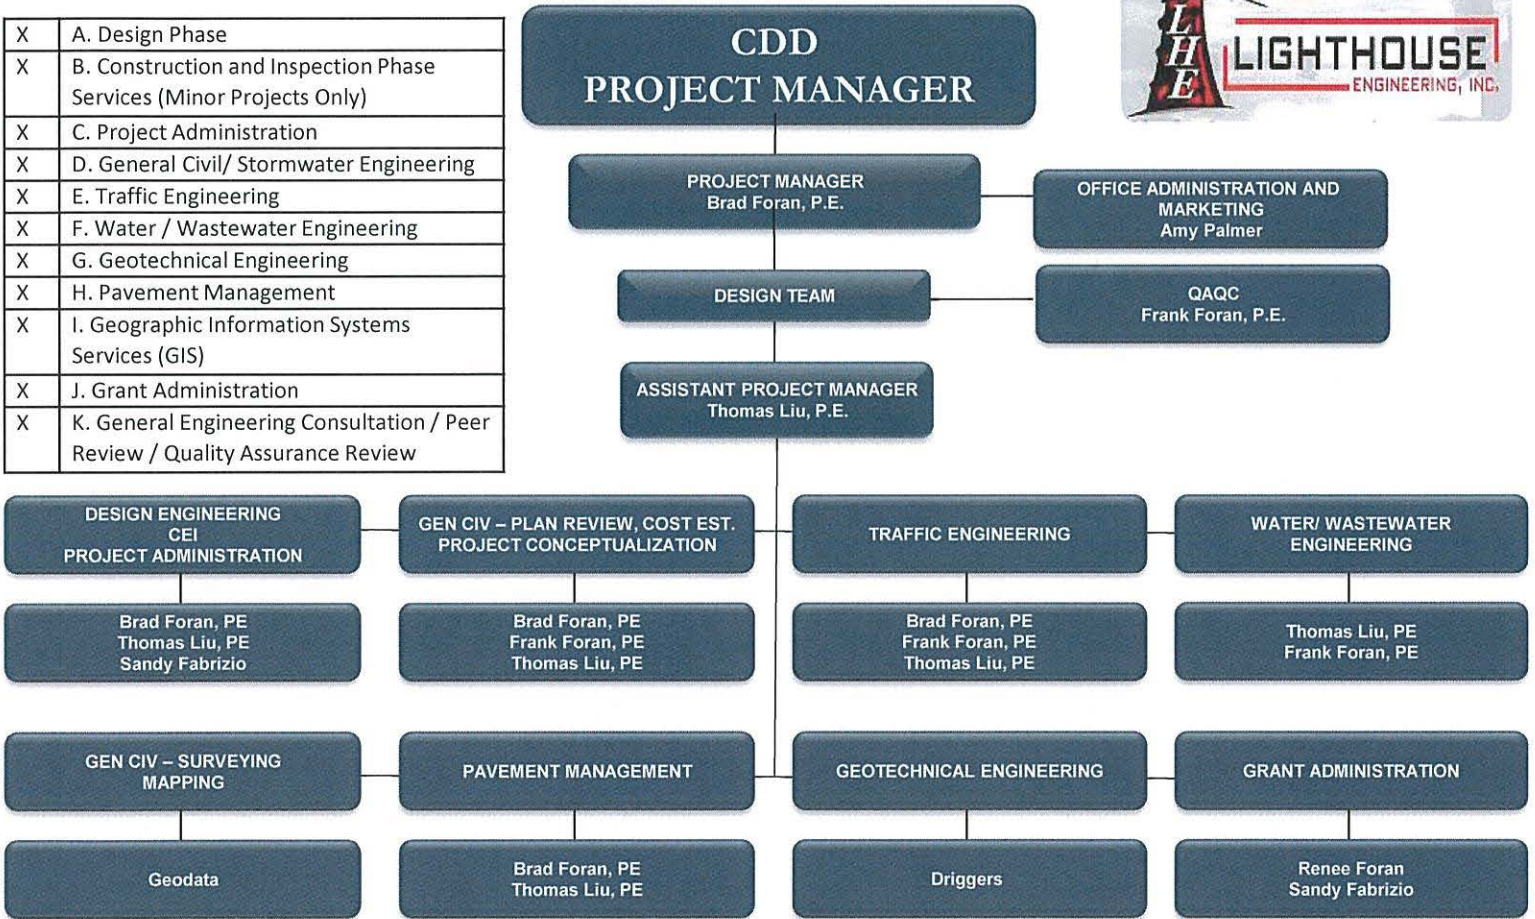 X A. Design Phase
X B. Construction and Inspection Phase
Services (Minor Projects Only)
X C. Project Administration
X D. General Civil/ Stormwater Engineering
X E. Traffic Engineering
X F. Water / Wastewater Engineering
X G. Geotechnical Engineering
X H. Pavement Management
X I. Geographic Information Systems
Services (GIS)
X J. Grant Administration
X K. General Engineering Consultation / Peer
Review / Quality Assurance Review
CDD
PROJECT MANAGER
LHE
LIGHTHOUSE
ENGINEERING, INC.
PROJECT MANAGER
Brad Foran, P.E.
OFFICE ADMINISTRATION AND
MARKETING
Amy Palmer
DESIGN TEAM
QAQC
Frank Foran, P.E.
ASSISTANT PROJECT MANAGER
Thomas Liu, P.E.
DESIGN ENGINEERING
CEI
PROJECT ADMINISTRATION
GEN CIV – PLAN REVIEW, COST EST.
PROJECT CONCEPTUALIZATION
TRAFFIC ENGINEERING
WATER/ WASTEWATER
ENGINEERING
Brad Foran, PE
Thomas Liu, PE
Sandy Fabrizio
Brad Foran, PE
Frank Foran, PE
Thomas Liu, PE
Brad Foran, PE
Frank Foran, PE
Thomas Liu, PE
Thomas Liu, PE
Frank Foran, PE
GEN CIV – SURVEYING
MAPPING
PAVEMENT MANAGEMENT
GEOTECHNICAL ENGINEERING
GRANT ADMINISTRATION
Geodata
Brad Foran, PE
Thomas Liu, PE
Driggers
Renee Foran
Sandy Fabrizio